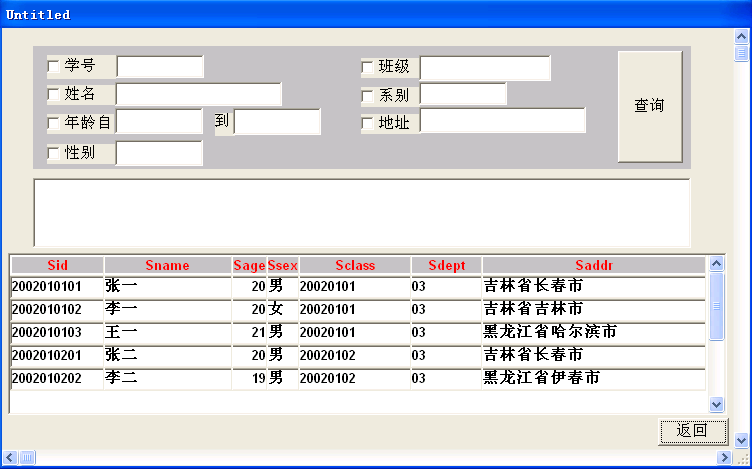 Untitled
学号 班级
姓名 系别
年龄自 到 地址
性别
查询
Sid Sname Sage Ssex Sclass Sdept Saddr
2002010101 张一 20 男 20020101 03 吉林省长春市
2002010102 李一 20 女 20020101 03 吉林省吉林市
2002010103 王一 21 男 20020101 03 黑龙江省哈尔滨市
2002010201 张二 20 男 20020102 03 吉林省长春市
2002010202 李二 19 男 20020102 03 黑龙江省伊春市
返回